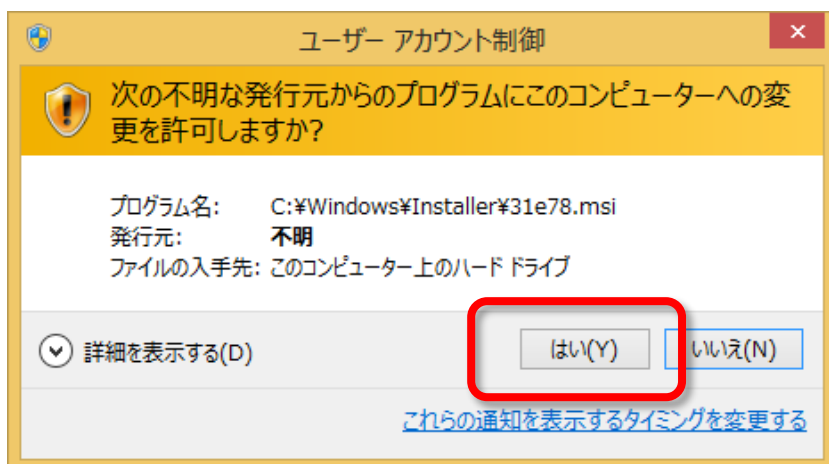 ユーザー アカウント制御
次の不明な発行元からのプログラムにこのコンピューターへの変
更を許可しますか?
プログラム名: C:¥Windows¥Installer¥31e78.msi
発行元: 不明
ファイルの入手先: このコンピューター上のハード ドライブ
詳細を表示する(D) はい(Y) いいえ(N)
これらの通知を表示するタイミングを変更する